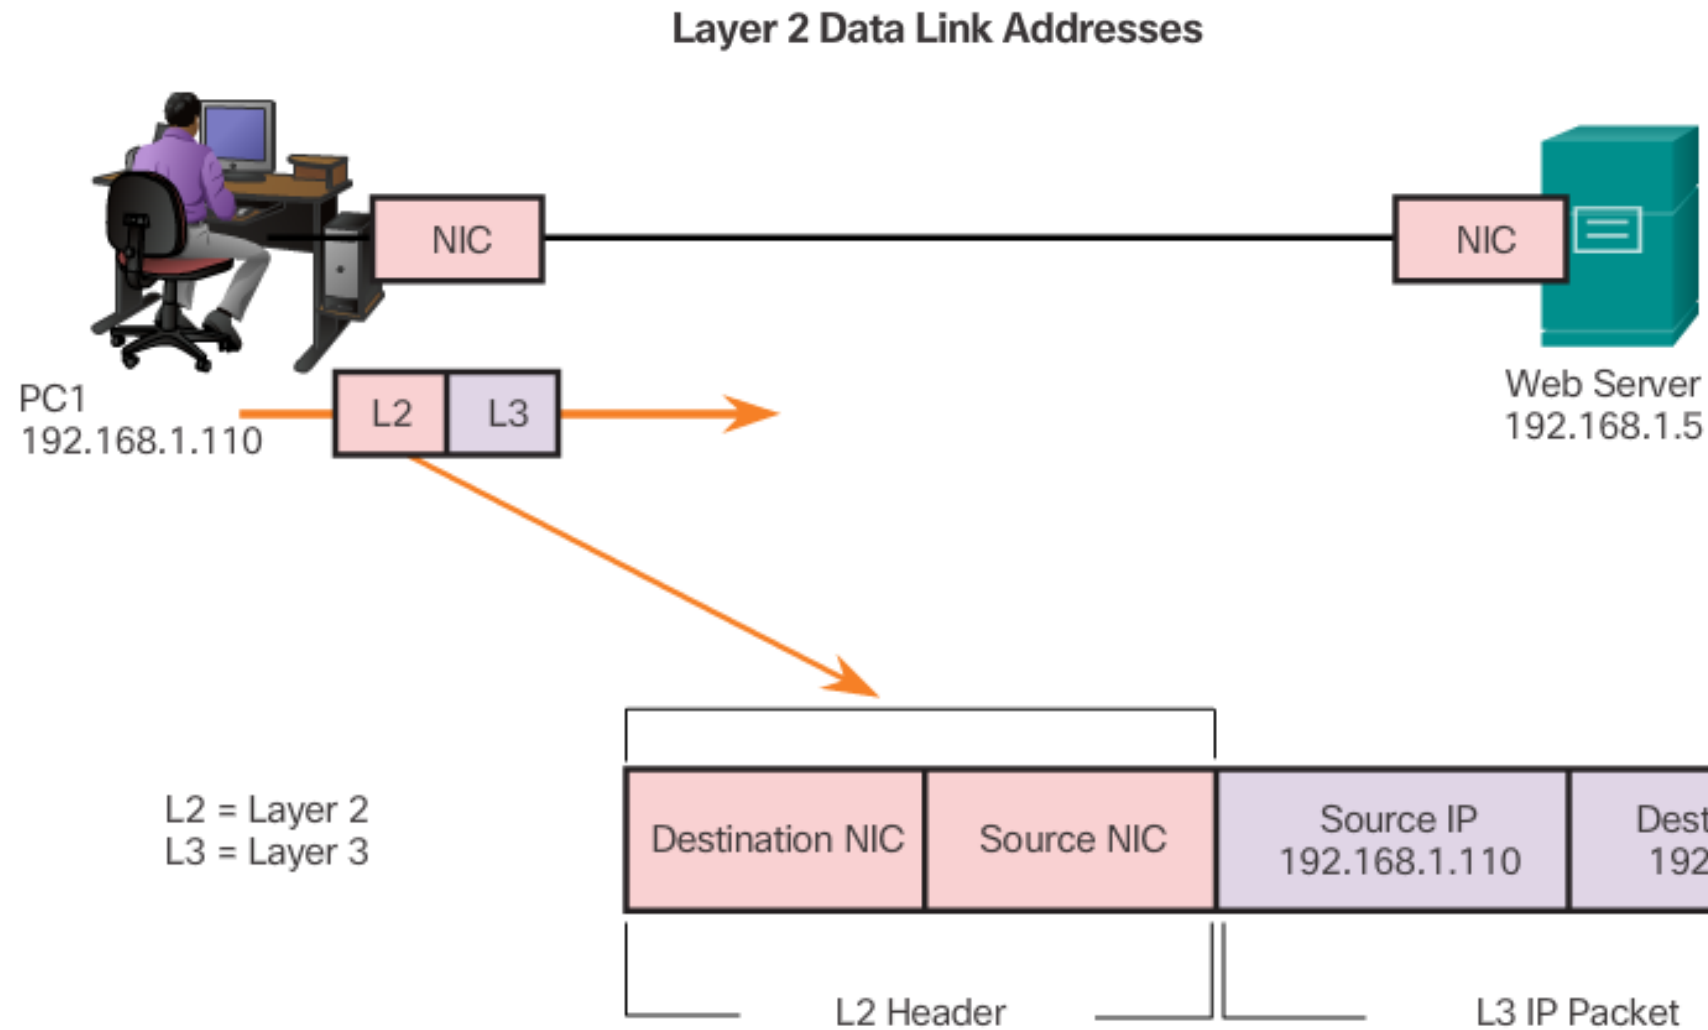 Layer 2 Data Link Addresses
NIC
NIC
PC1
192.168.1.110
L2
L3
Web Server
192.168.1.5
L2 = Layer 2
L3 = Layer 3
Destination NIC
Source NIC
Source IP
192.168.1.110
Dest
192
L2 Header
L3 IP Packet